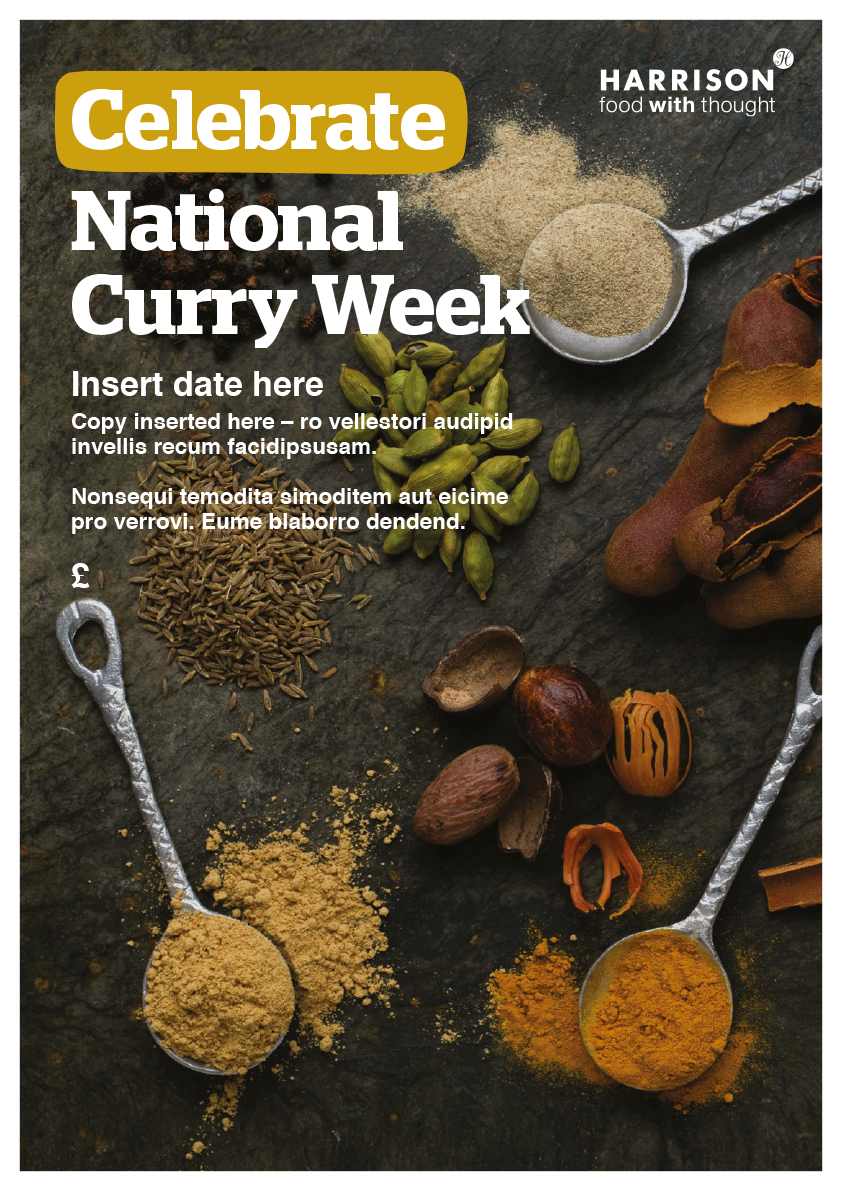 Celebrate
National
Curry Week
HARRISON
food with thought
H
Insert date here
Copy inserted here – ro vellestori audipid
invellis recum facidipsusam.
Nonsequi temodita simoditem aut eicime
pro verrovi. Eume blaborro dendend.
£